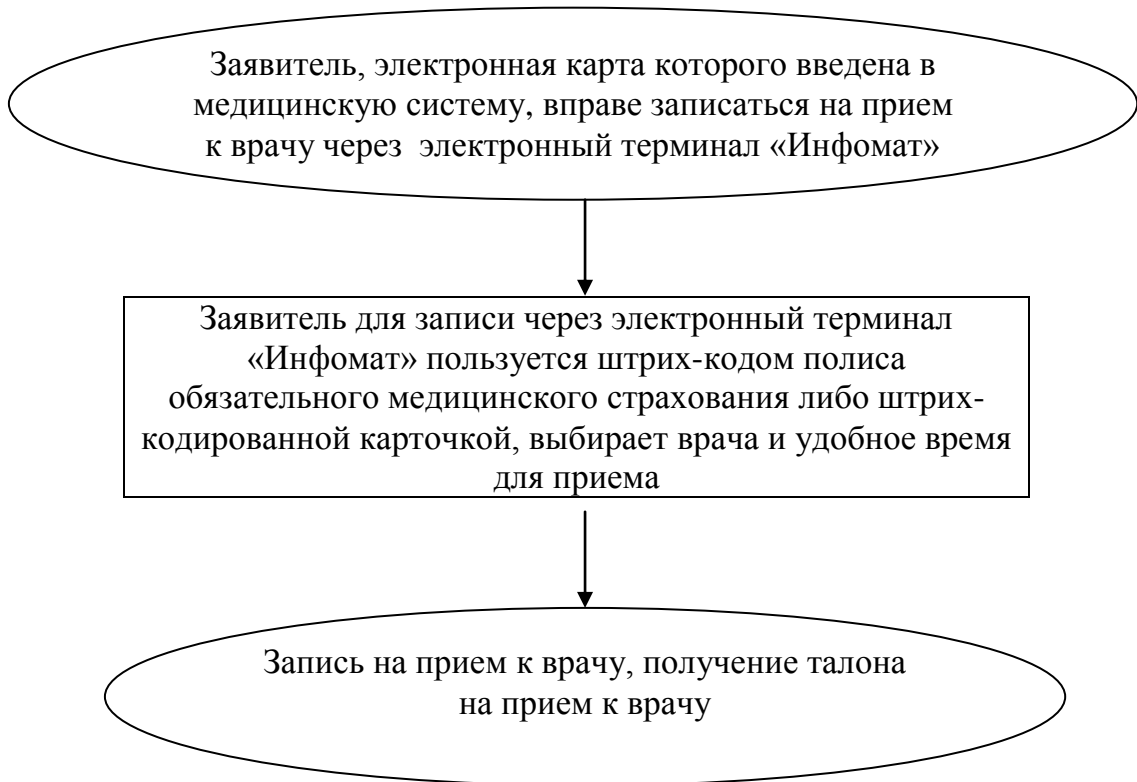 Заявитель, электронная карта которого введена в
медицинскую систему, вправе записаться на прием
к врачу через электронный терминал «Инфомат»
Заявитель для записи через электронный терминал
«Инфомат» пользуется штрих-кодом полиса
обязательного медицинского страхования либо штрих-
кодированной карточкой, выбирает врача и удобное время
для приема
Запись на прием к врачу, получение талона
на прием к врачу